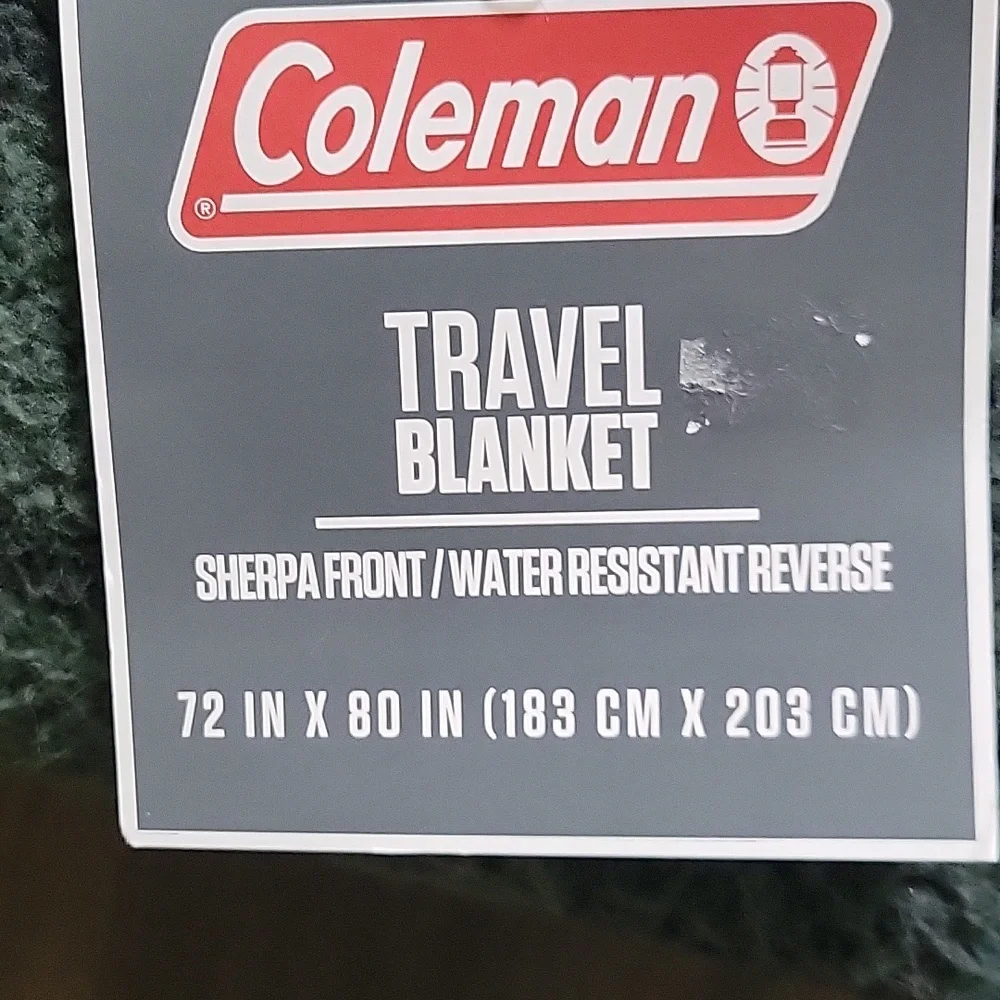 Coleman
®
TRAVEL
BLANKET
SHERPA FRONT / WATER RESISTANT REVERSE
72 IN X 80 IN (183 CM X 203 CM)